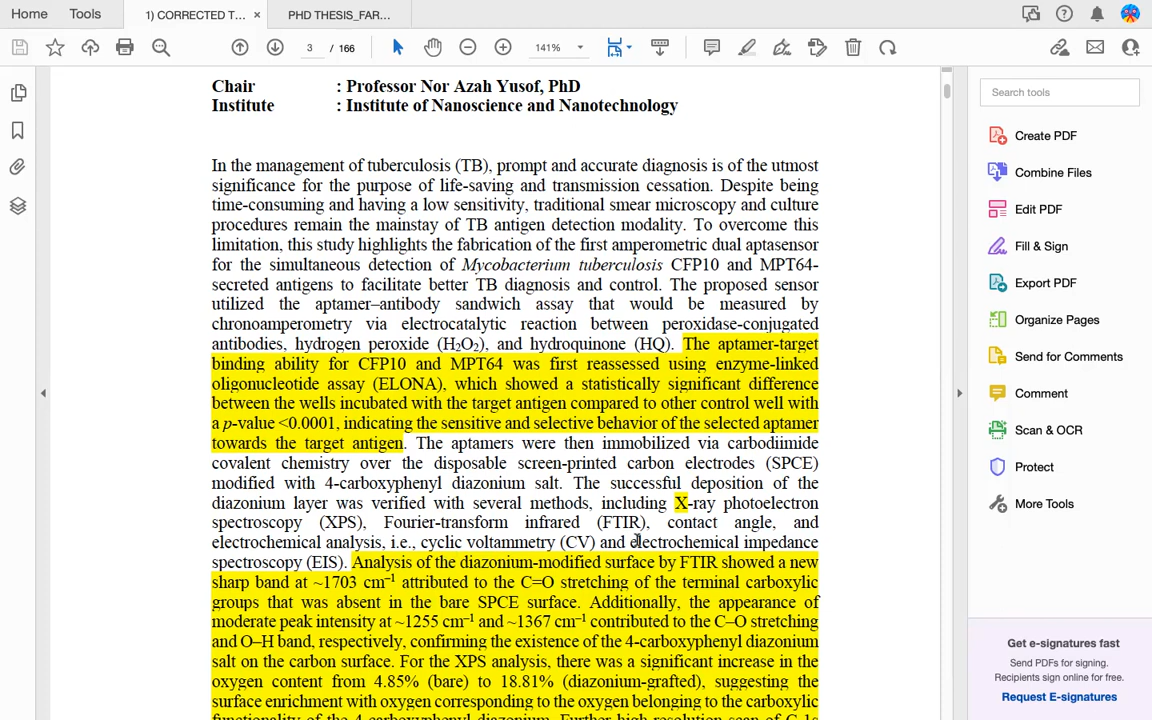 Home Tools 1) CORRECTED T... × PHD THESIS_FAR...
3 / 166 141%
Chair : Professor Nor Azah Yusof, PhD
Institute : Institute of Nanoscience and Nanotechnology
In the management of tuberculosis (TB), prompt and accurate diagnosis is of the utmost
significance for the purpose of life-saving and transmission cessation. Despite being
time-consuming and having a low sensitivity, traditional smear microscopy and culture
procedures remain the mainstay of TB antigen detection modality. To overcome this
limitation, this study highlights the fabrication of the first amperometric dual aptasensor
for the simultaneous detection of Mycobacterium tuberculosis CFP10 and MPT64-
secreted antigens to facilitate better TB diagnosis and control. The proposed sensor
utilized the aptamer–antibody sandwich assay that would be measured by
chronoamperometry via electrocatalytic reaction between peroxidase-conjugated
antibodies, hydrogen peroxide (H₂O₂), and hydroquinone (HQ). The aptamer-target
binding ability for CFP10 and MPT64 was first reassessed using enzyme-linked
oligonucleotide assay (ELONA), which showed a statistically significant difference
between the wells incubated with the target antigen compared to other control well with
a p-value <0.0001, indicating the sensitive and selective behavior of the selected aptamer
towards the target antigen. The aptamers were then immobilized via carbodiimide
covalent chemistry over the disposable screen-printed carbon electrodes (SPCE)
modified with 4-carboxyphenyl diazonium salt. The successful deposition of the
diazonium layer was verified with several methods, including X-ray photoelectron
spectroscopy (XPS), Fourier-transform infrared (FTIR), contact angle, and
electrochemical analysis, i.e., cyclic voltammetry (CV) and electrochemical impedance
spectroscopy (EIS). Analysis of the diazonium-modified surface by FTIR showed a new
sharp band at ~1703 cm⁻¹ attributed to the C=O stretching of the terminal carboxylic
groups that was absent in the bare SPCE surface. Additionally, the appearance of
moderate peak intensity at ~1255 cm⁻¹ and ~1367 cm⁻¹ contributed to the C–O stretching
and O–H band, respectively, confirming the existence of the 4-carboxyphenyl diazonium
salt on the carbon surface. For the XPS analysis, there was a significant increase in the
oxygen content from 4.85% (bare) to 18.81% (diazonium-grafted), suggesting the
surface enrichment with oxygen corresponding to the oxygen belonging to the carboxylic
functionality of the 4-carboxyphenyl diazonium. Further high-resolution scan of C 1s
Search tools
Create PDF
Combine Files
Edit PDF
Fill & Sign
Export PDF
Organize Pages
Send for Comments
Comment
Scan & OCR
Protect
More Tools
Get e-signatures fast
Send PDFs for signing.
Recipients sign online for free.
Request E-signatures